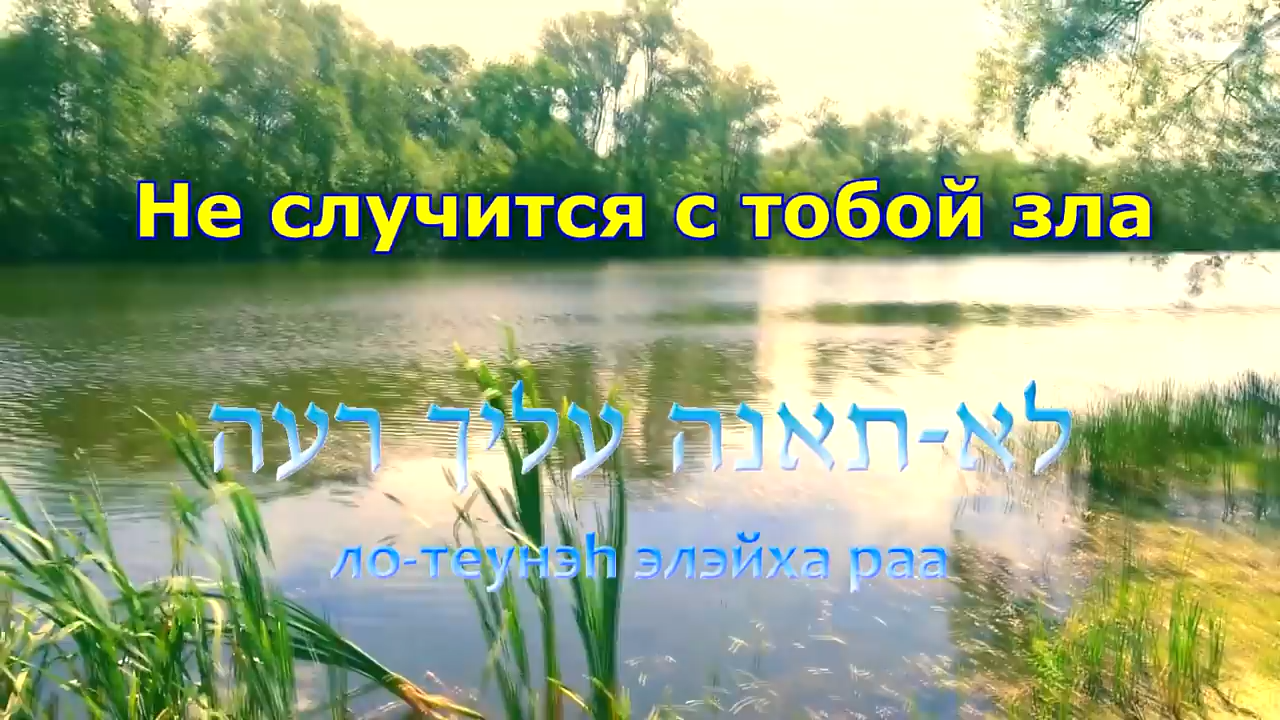 Не случится с тобой зла
לא-תאנה עליך רעה
ло-теунэһ элэйха раа